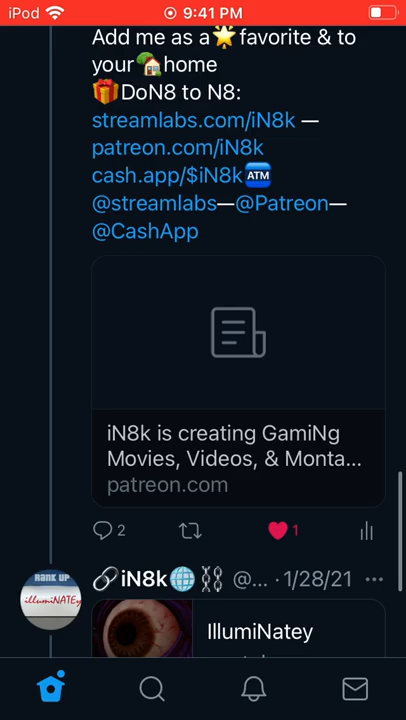 iPod 9:41 PM
Add me as a🌟favorite & to
your🏡home
🎁DoN8 to N8:
streamlabs.com/iN8k —
patreon.com/iN8k
cash.app/$iN8k🏧
@streamlabs—@Patreon—
@CashApp
iN8k is creating GamiNg
Movies, Videos, & Monta...
patreon.com
2 1
RANK UP
illumiNATEy
🔗iN8k🌐⛓ @... · 1/28/21 ...
IllumiNatey